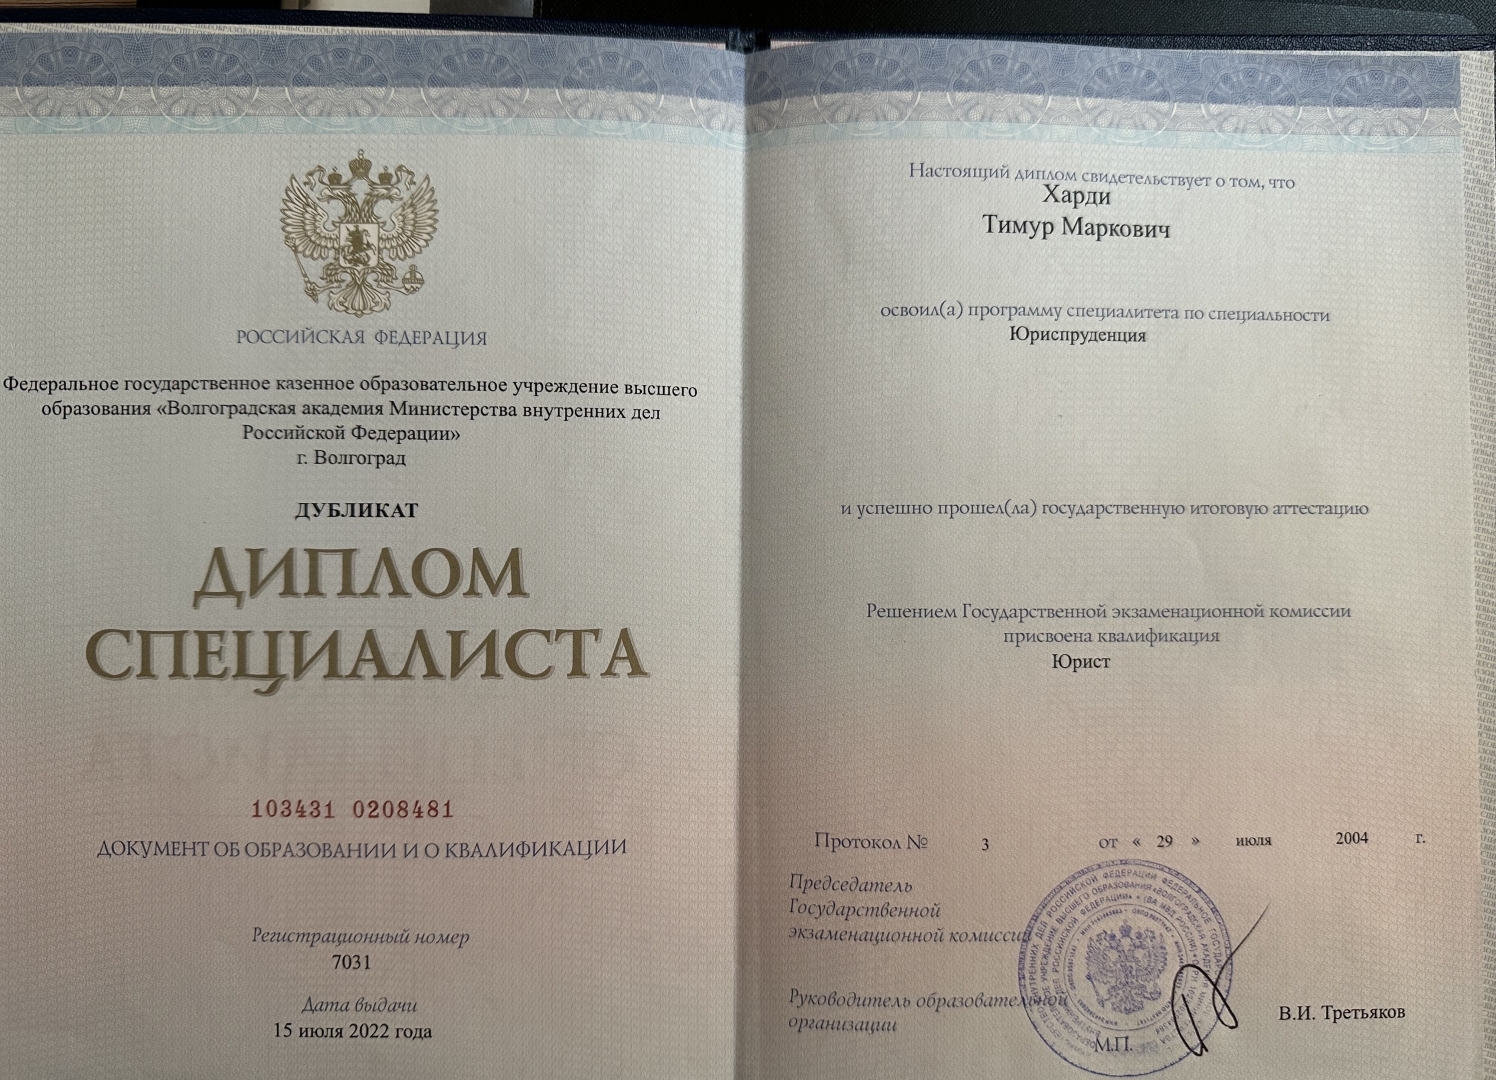 РОССИЙСКАЯ ФЕДЕРАЦИЯ
Федеральное государственное казенное образовательное учреждение высшего
образования «Волгоградская академия Министерства внутренних дел
Российской Федерации»
г. Волгоград
ДУБЛИКАТ
ДИПЛОМ
СПЕЦИАЛИСТА
103431 0208481
ДОКУМЕНТ ОБ ОБРАЗОВАНИИ И О КВАЛИФИКАЦИИ
Регистрационный номер
7031
Дата выдачи
15 июля 2022 года
Настоящий диплом свидетельствует о том, что
Харди
Тимур Маркович
освоил(а) программу специалитета по специальности
Юриспруденция
и успешно прошел(ла) государственную итоговую аттестацию
Решением Государственной экзаменационной комиссии
присвоена квалификация
Юрист
Протокол № 3 от « 29 » июля 2004 г.
Председатель
Государственной
экзаменационной комиссии
Руководитель образовательной
организации
М.П.
В.И. Третьяков